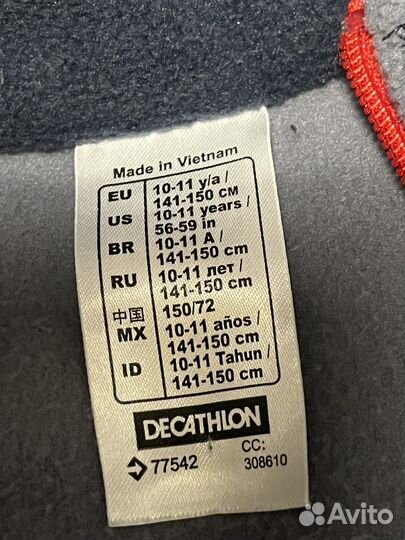 Made in Vietnam
EU 10-11 y/a /
141-150 CM
US 10-11 years /
56-59 in
BR 10-11 A /
141-150 cm
RU 10-11 лет /
141-150 cm
中国 150/72
MX 10-11 años /
141-150 cm
ID 10-11 Tahun /
141-150 cm
DECATHLON
77542 CC:
308610
Avito